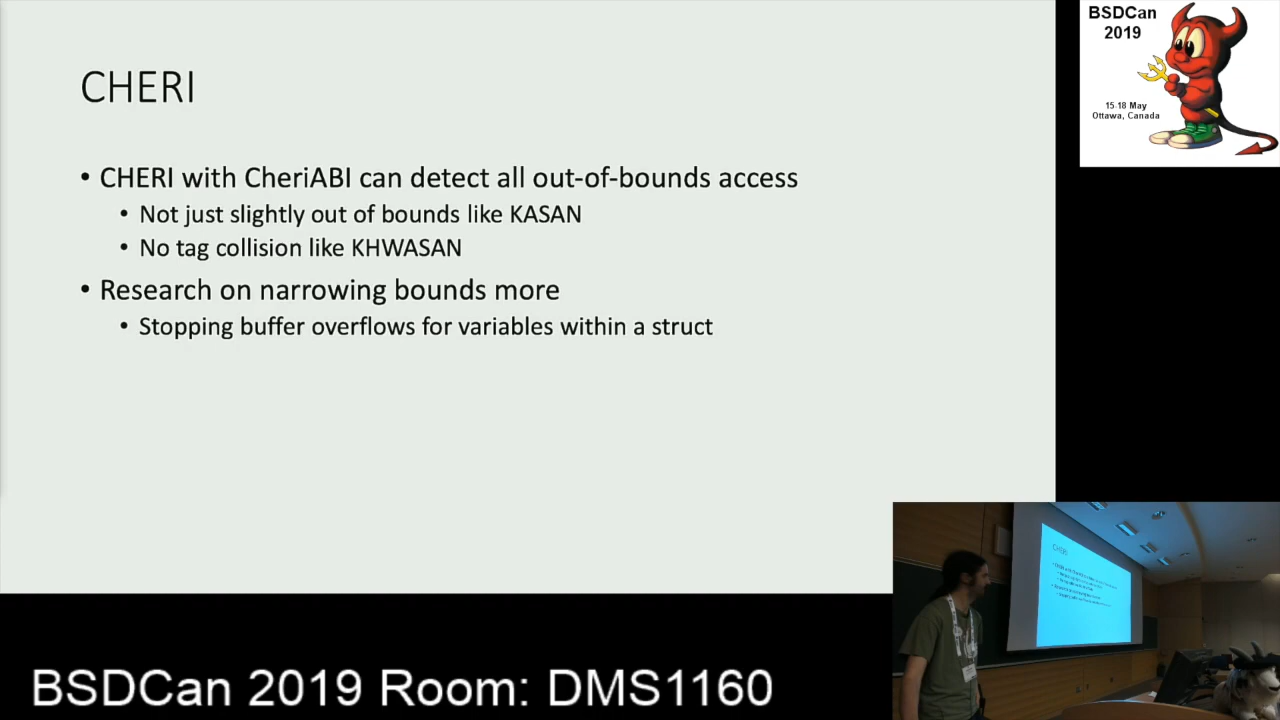 CHERI
• CHERI with CheriABI can detect all out-of-bounds access
• Not just slightly out of bounds like KASAN
• No tag collision like KHWASAN
• Research on narrowing bounds more
• Stopping buffer overflows for variables within a struct
BSDCan
2019
15-18 May
Ottawa, Canada
CHERI
BSDCan 2019 Room: DMS1160